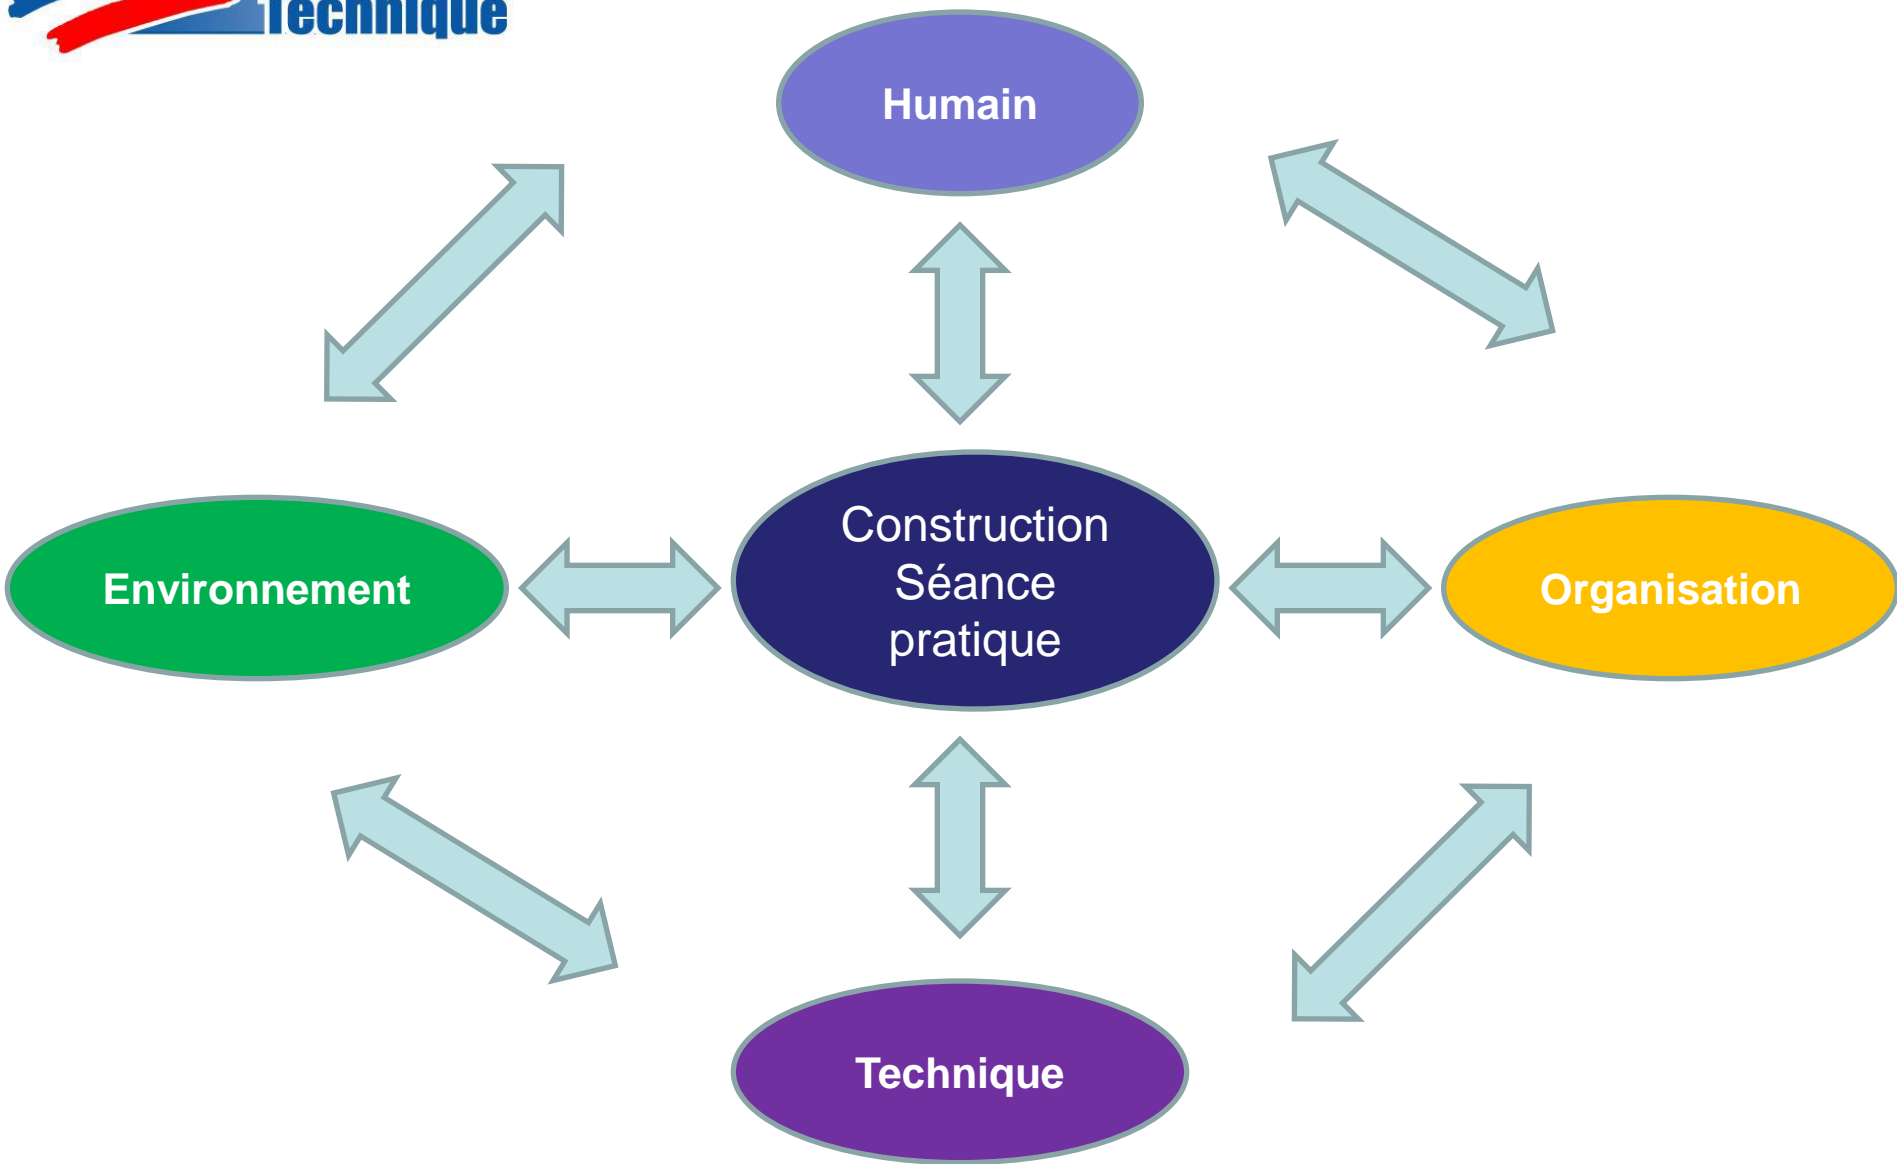 Technique
Humain
Construction
Séance
pratique
Environnement
Organisation
Technique